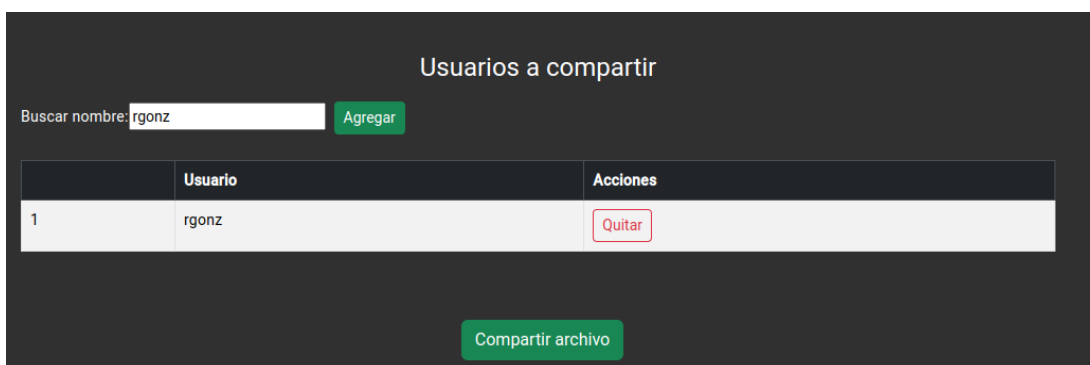 Usuarios a compartir
Buscar nombre: rgonz Agregar
Usuario Acciones
1 rgonz Quitar
Compartir archivo